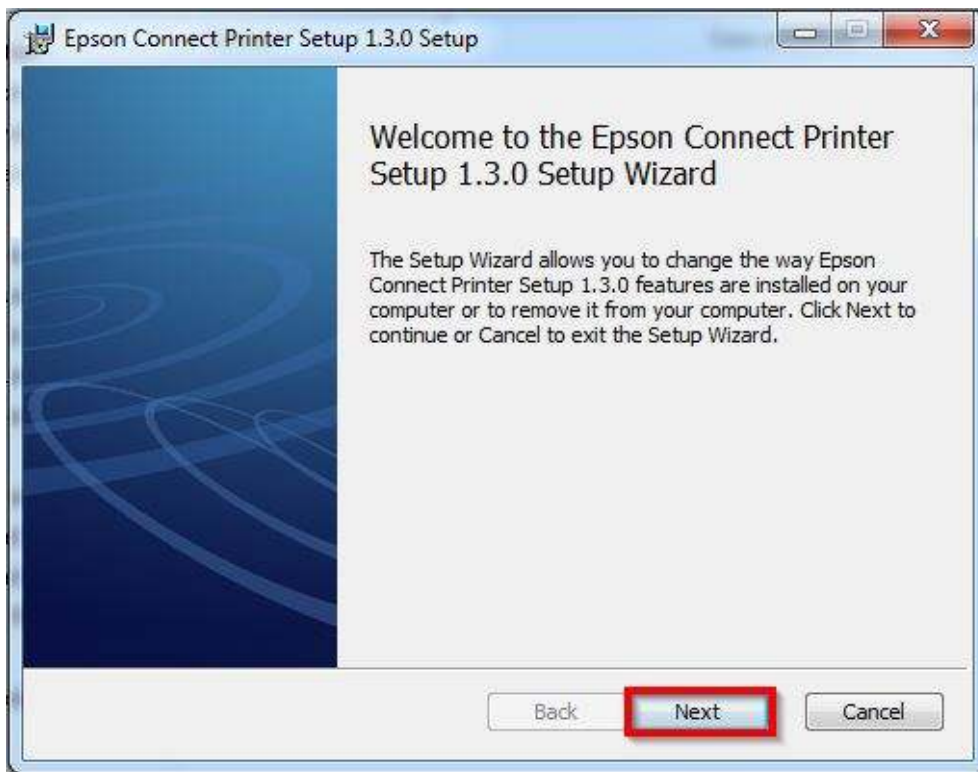 Epson Connect Printer Setup 1.3.0 Setup
Welcome to the Epson Connect Printer
Setup 1.3.0 Setup Wizard
The Setup Wizard allows you to change the way Epson
Connect Printer Setup 1.3.0 features are installed on your
computer or to remove it from your computer. Click Next to
continue or Cancel to exit the Setup Wizard.
Back Next Cancel